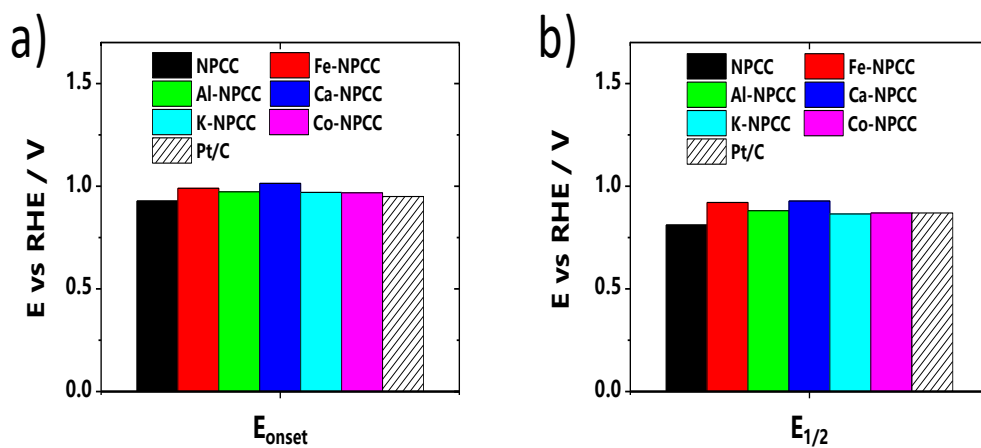 a)
NPCC Fe-NPCC
Al-NPCC Ca-NPCC
K-NPCC Co-NPCC
Pt/C
E vs RHE / V
1.5
1.0
0.5
0.0
E_onset
b)
NPCC Fe-NPCC
Al-NPCC Ca-NPCC
K-NPCC Co-NPCC
Pt/C
E vs RHE / V
1.5
1.0
0.5
0.0
E_1/2